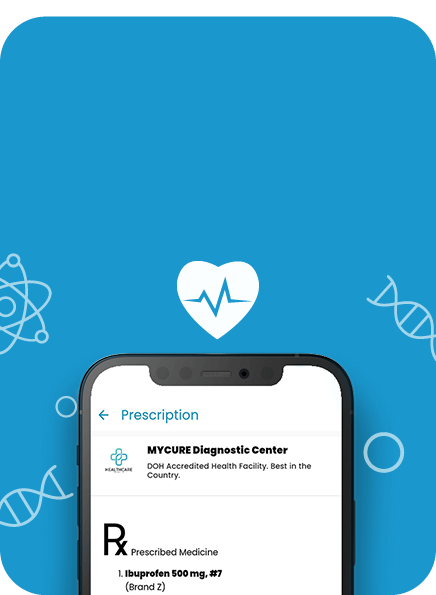 Prescription
MYCURE Diagnostic Center
HEALTHCARE
DOH Accredited Health Facility. Best in the
Country.
Rx Prescribed Medicine
1. Ibuprofen 500 mg, #7
(Brand Z)